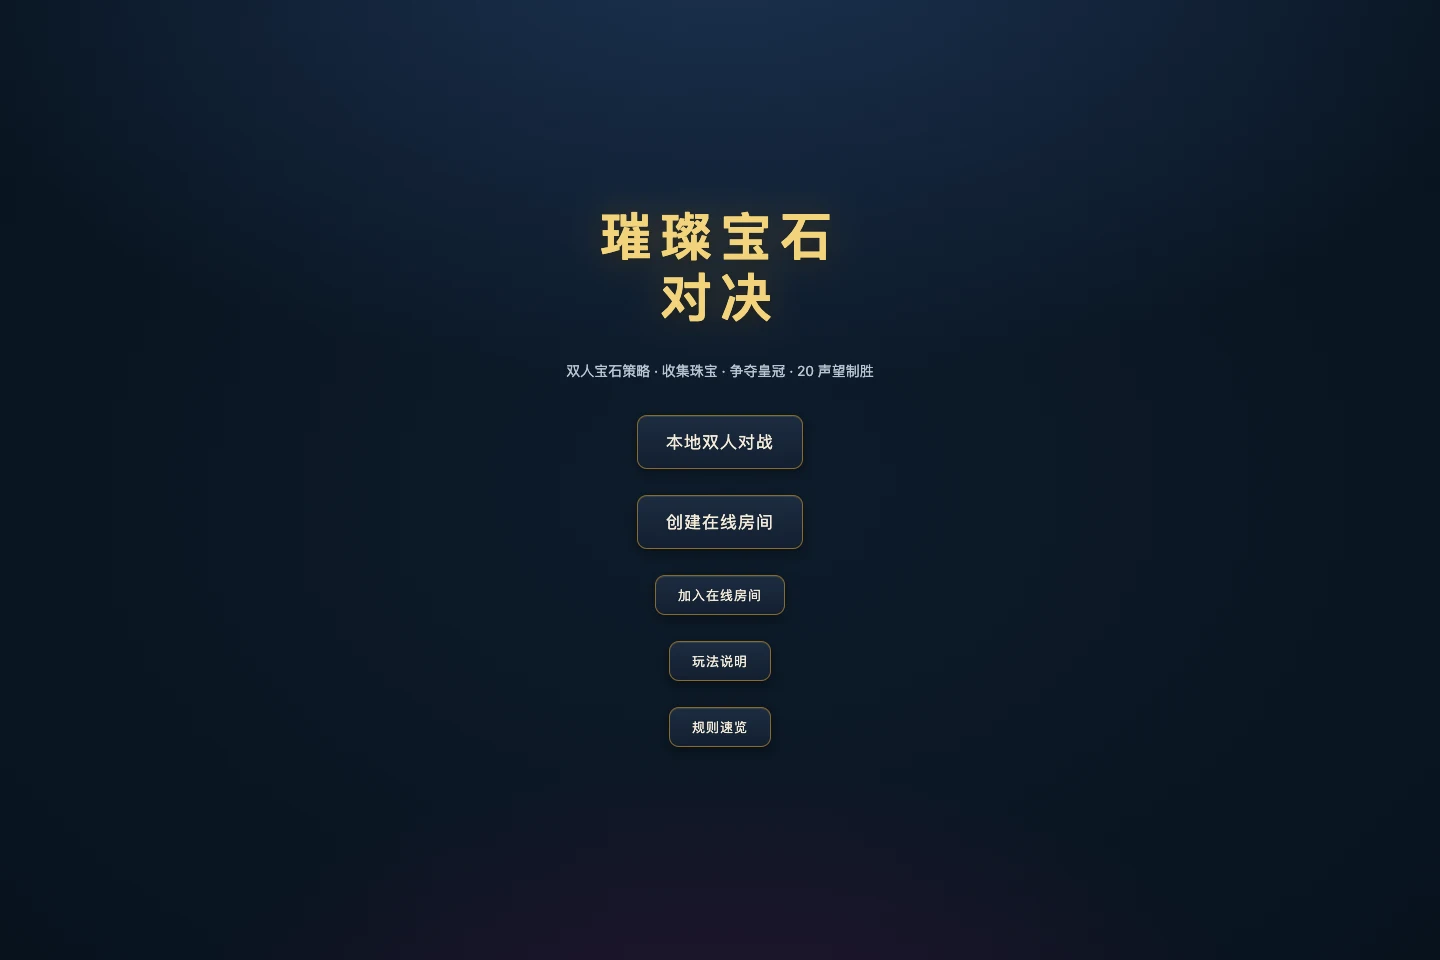 璀璨宝石
对决
双人宝石策略 · 收集珠宝 · 争夺皇冠 · 20 声望制胜
本地双人对战
创建在线房间
加入在线房间
玩法说明
规则速览